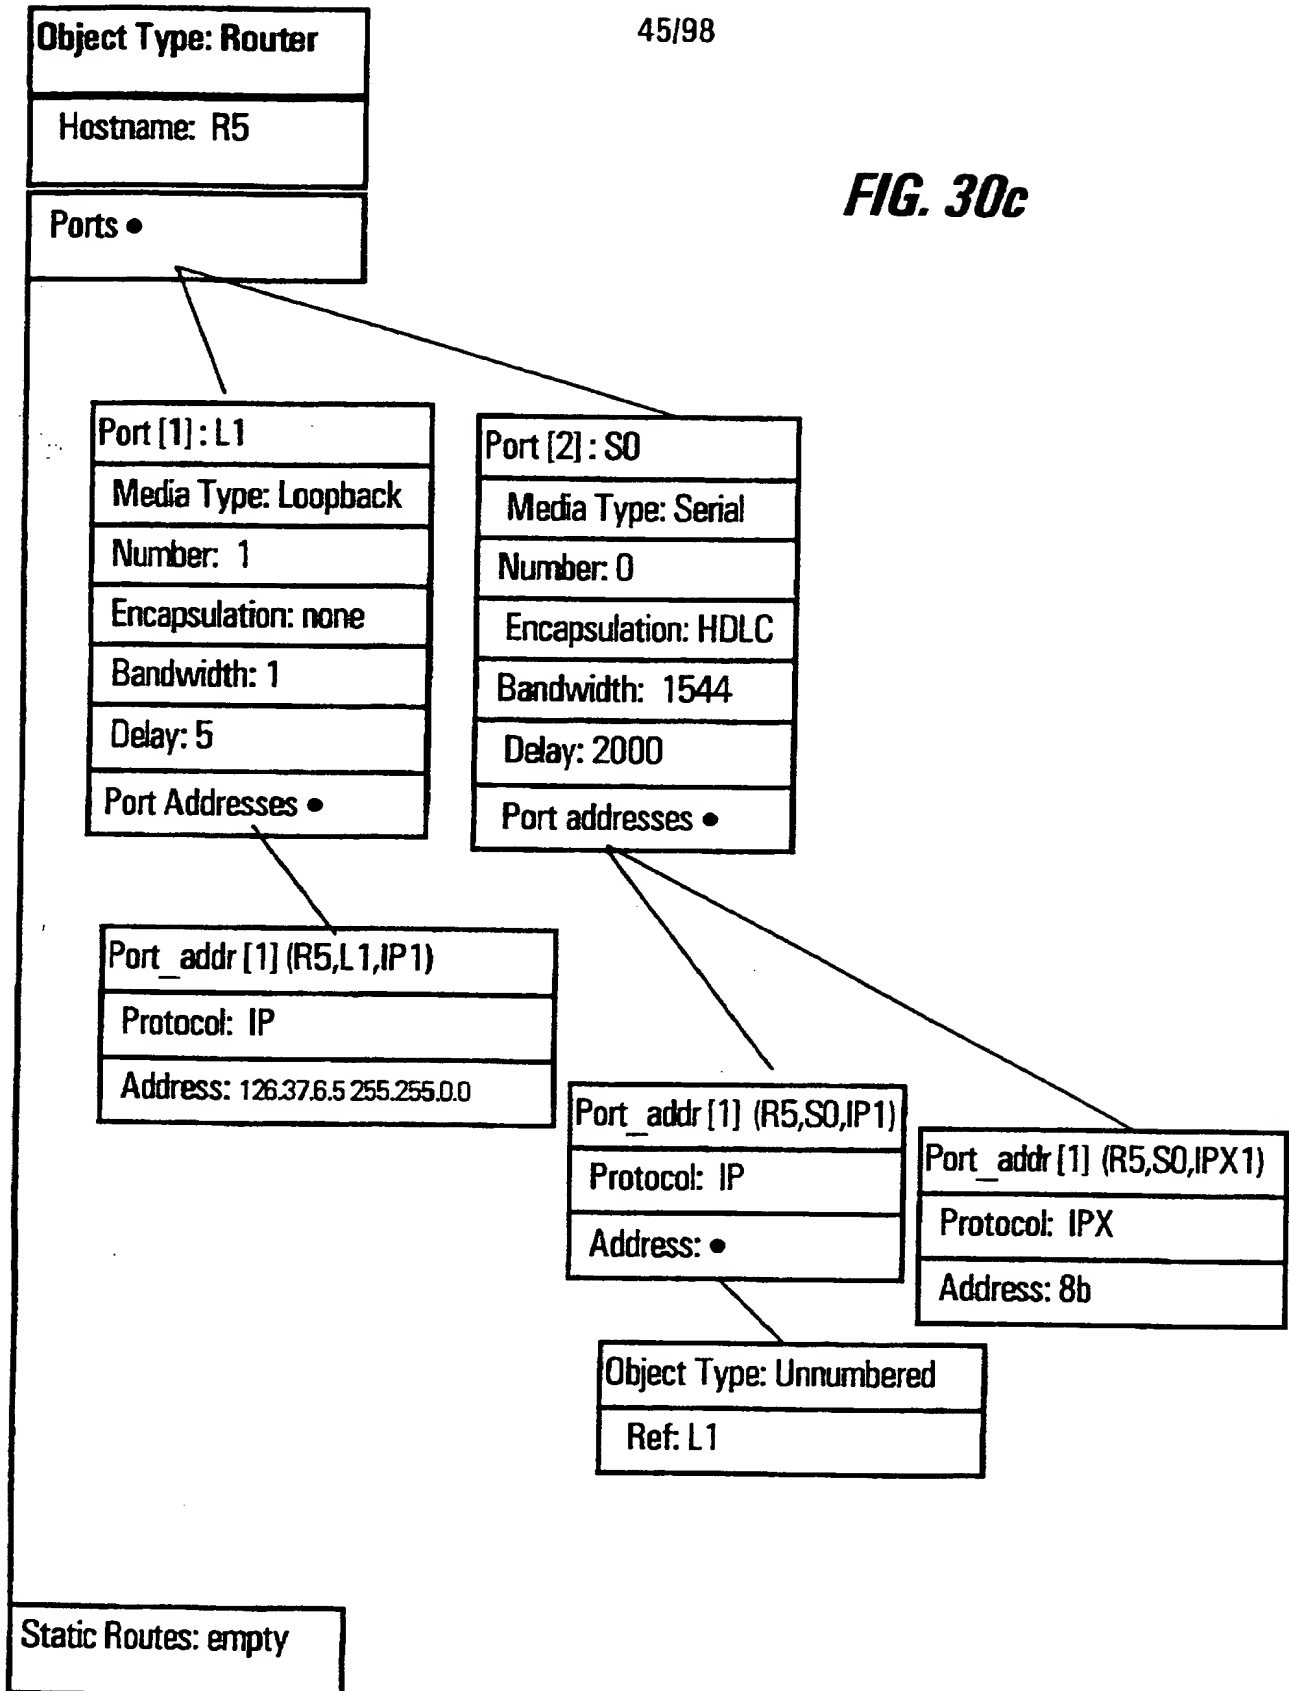 45/98
FIG. 30c
Object Type: Router
Hostname: R5
Ports •
Port [1] : L1
Media Type: Loopback
Number: 1
Encapsulation: none
Bandwidth: 1
Delay: 5
Port Addresses •
Port [2] : S0
Media Type: Serial
Number: 0
Encapsulation: HDLC
Bandwidth: 1544
Delay: 2000
Port addresses •
Port_addr [1] (R5,L1,IP1)
Protocol: IP
Address: 126.37.6.5 255.255.0.0
Port_addr [1] (R5,S0,IP1)
Protocol: IP
Address: •
Port_addr [1] (R5,S0,IPX1)
Protocol: IPX
Address: 8b
Object Type: Unnumbered
Ref: L1
Static Routes: empty